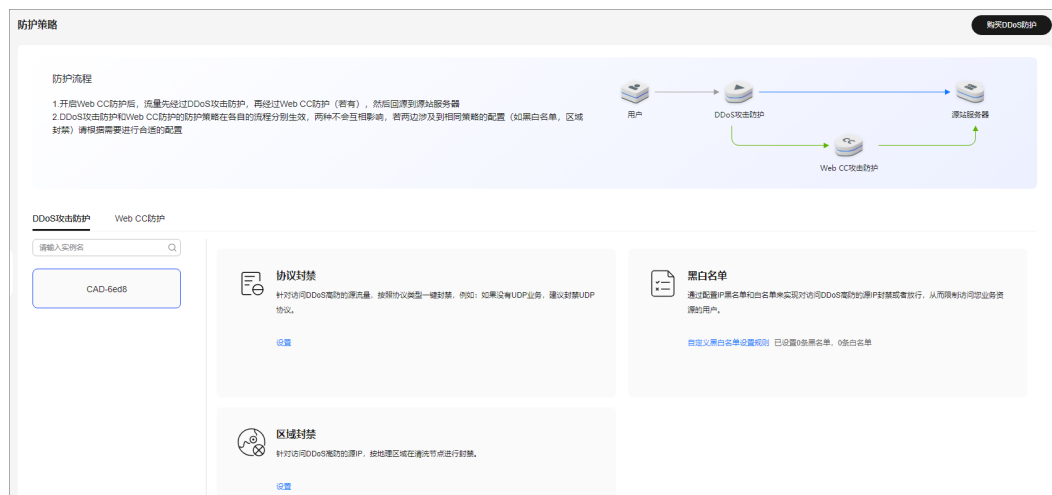 防护策略
购买DDoS防护
防护流程
1.开启Web CC防护后，流量先经过DDoS攻击防护，再经过Web CC防护（若有），然后回源到源站服务器
2.DDoS攻击防护和Web CC防护的防护策略在各自的流程分别生效，两种不会互相影响，若两边涉及到相同策略的配置（如黑白名单，区域
封禁）请根据需要进行合适的配置
用户
DDoS攻击防护
源站服务器
CC
Web CC攻击防护
DDoS攻击防护
Web CC防护
请输入实例名
CAD-6ed8
协议封禁
针对访问DDoS高防的源流量，按照协议类型一键封禁，例如：如果没有UDP业务，建议封禁UDP
协议。
设置
黑白名单
通过配置IP黑名单和白名单来实现对访问DDoS高防的源IP封禁或者放行，从而限制访问您业务资
源的用户。
自定义黑白名单设置规则 已设置0条黑名单，0条白名单
区域封禁
针对访问DDoS高防的源IP，按地理区域在清洗节点进行封禁。
设置